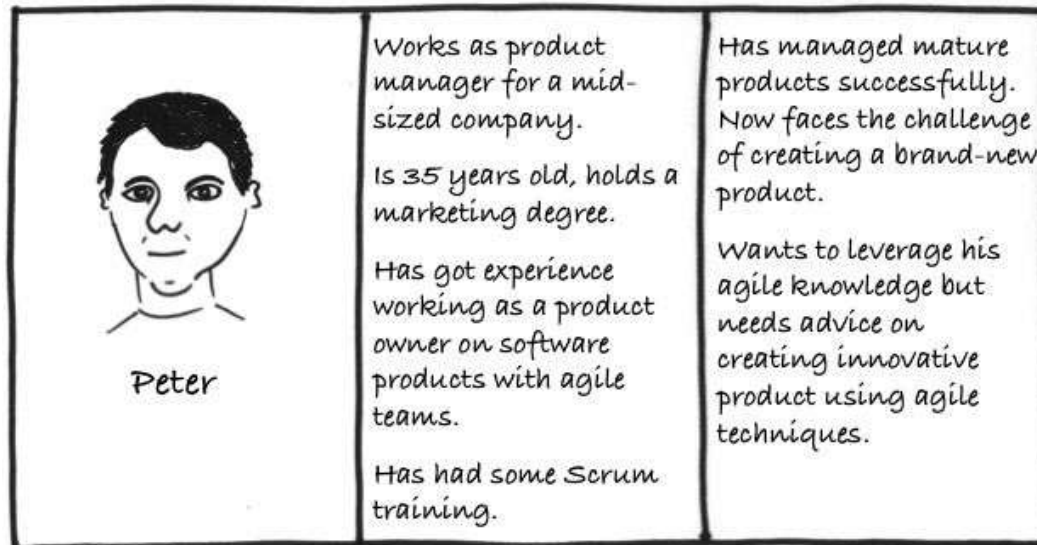 Peter
Works as product
manager for a mid-
sized company.
Is 35 years old, holds a
marketing degree.
Has got experience
working as a product
owner on software
products with agile
teams.
Has had some Scrum
training.
Has managed mature
products successfully.
Now faces the challenge
of creating a brand-new
product.
Wants to leverage his
agile knowledge but
needs advice on
creating innovative
product using agile
techniques.